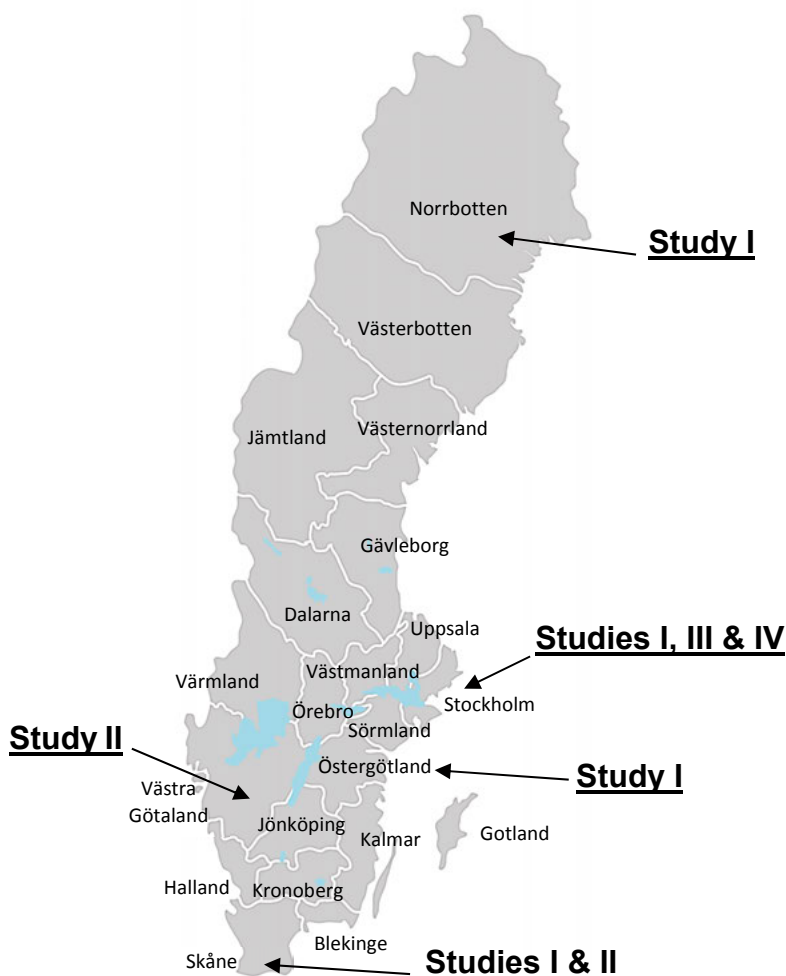 Norrbotten
Study I
Västerbotten
Västernorrland
Jämtland
Gävleborg
Dalarna
Uppsala
Studies I, III & IV
Västmanland
Värmland
Stockholm
Örebro
Sörmland
Study II
Östergötland
Study I
Västra
Götaland
Jönköping
Kalmar
Gotland
Halland
Kronoberg
Blekinge
Skåne
Studies I & II